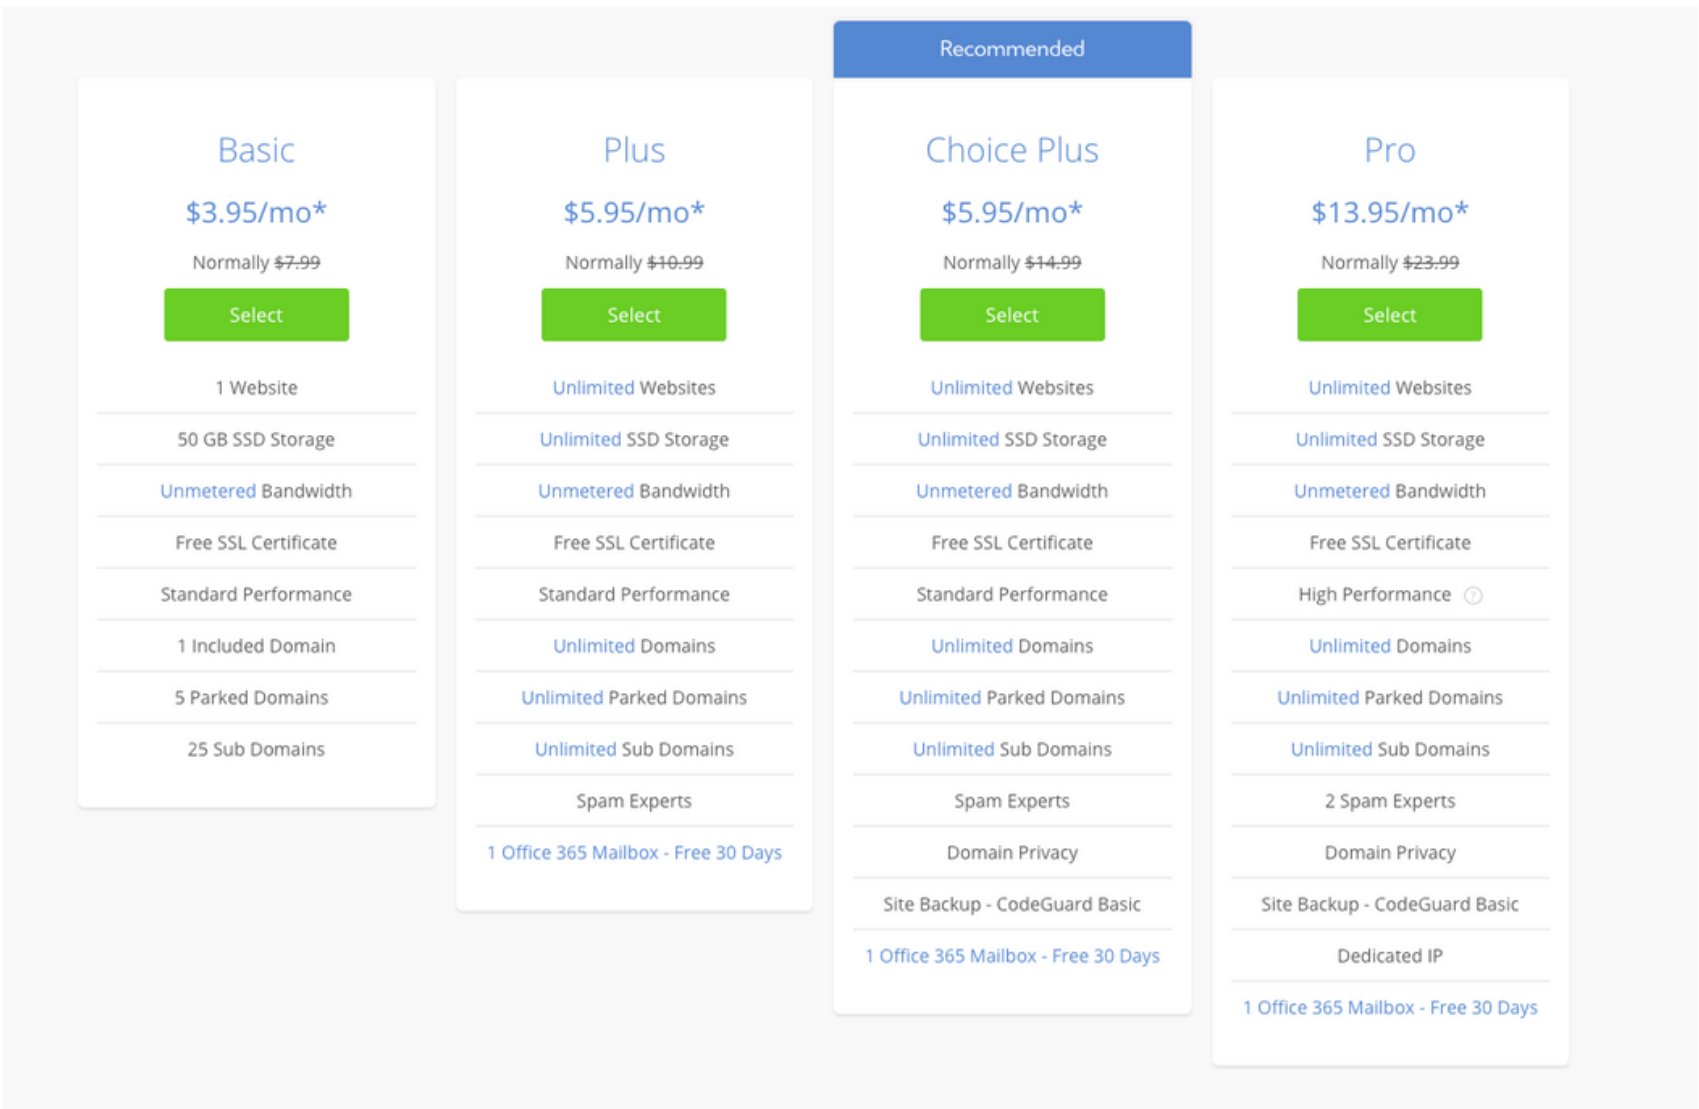 Recommended
Basic
$3.95/mo*
Normally $7.99
Select
1 Website
50 GB SSD Storage
Unmetered Bandwidth
Free SSL Certificate
Standard Performance
1 Included Domain
5 Parked Domains
25 Sub Domains
Plus
$5.95/mo*
Normally $10.99
Select
Unlimited Websites
Unlimited SSD Storage
Unmetered Bandwidth
Free SSL Certificate
Standard Performance
Unlimited Domains
Unlimited Parked Domains
Unlimited Sub Domains
Spam Experts
1 Office 365 Mailbox - Free 30 Days
Choice Plus
$5.95/mo*
Normally $14.99
Select
Unlimited Websites
Unlimited SSD Storage
Unmetered Bandwidth
Free SSL Certificate
Standard Performance
Unlimited Domains
Unlimited Parked Domains
Unlimited Sub Domains
Spam Experts
Domain Privacy
Site Backup - CodeGuard Basic
1 Office 365 Mailbox - Free 30 Days
Pro
$13.95/mo*
Normally $23.99
Select
Unlimited Websites
Unlimited SSD Storage
Unmetered Bandwidth
Free SSL Certificate
High Performance ?
Unlimited Domains
Unlimited Parked Domains
Unlimited Sub Domains
2 Spam Experts
Domain Privacy
Site Backup - CodeGuard Basic
Dedicated IP
1 Office 365 Mailbox - Free 30 Days